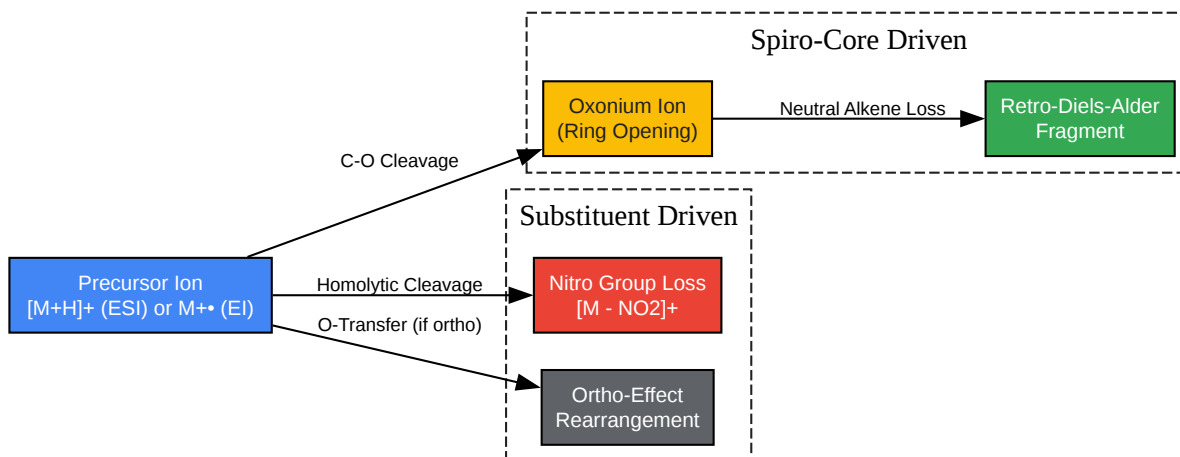 Spiro-Core Driven
Oxonium Ion
(Ring Opening)
Neutral Alkene Loss
Retro-Diels-Alder
Fragment
C-O Cleavage
Substituent Driven
Precursor Ion
[M+H]+ (ESI) or M+• (EI)
Homolytic Cleavage
Nitro Group Loss
[M - NO2]+
O-Transfer (if ortho)
Ortho-Effect
Rearrangement